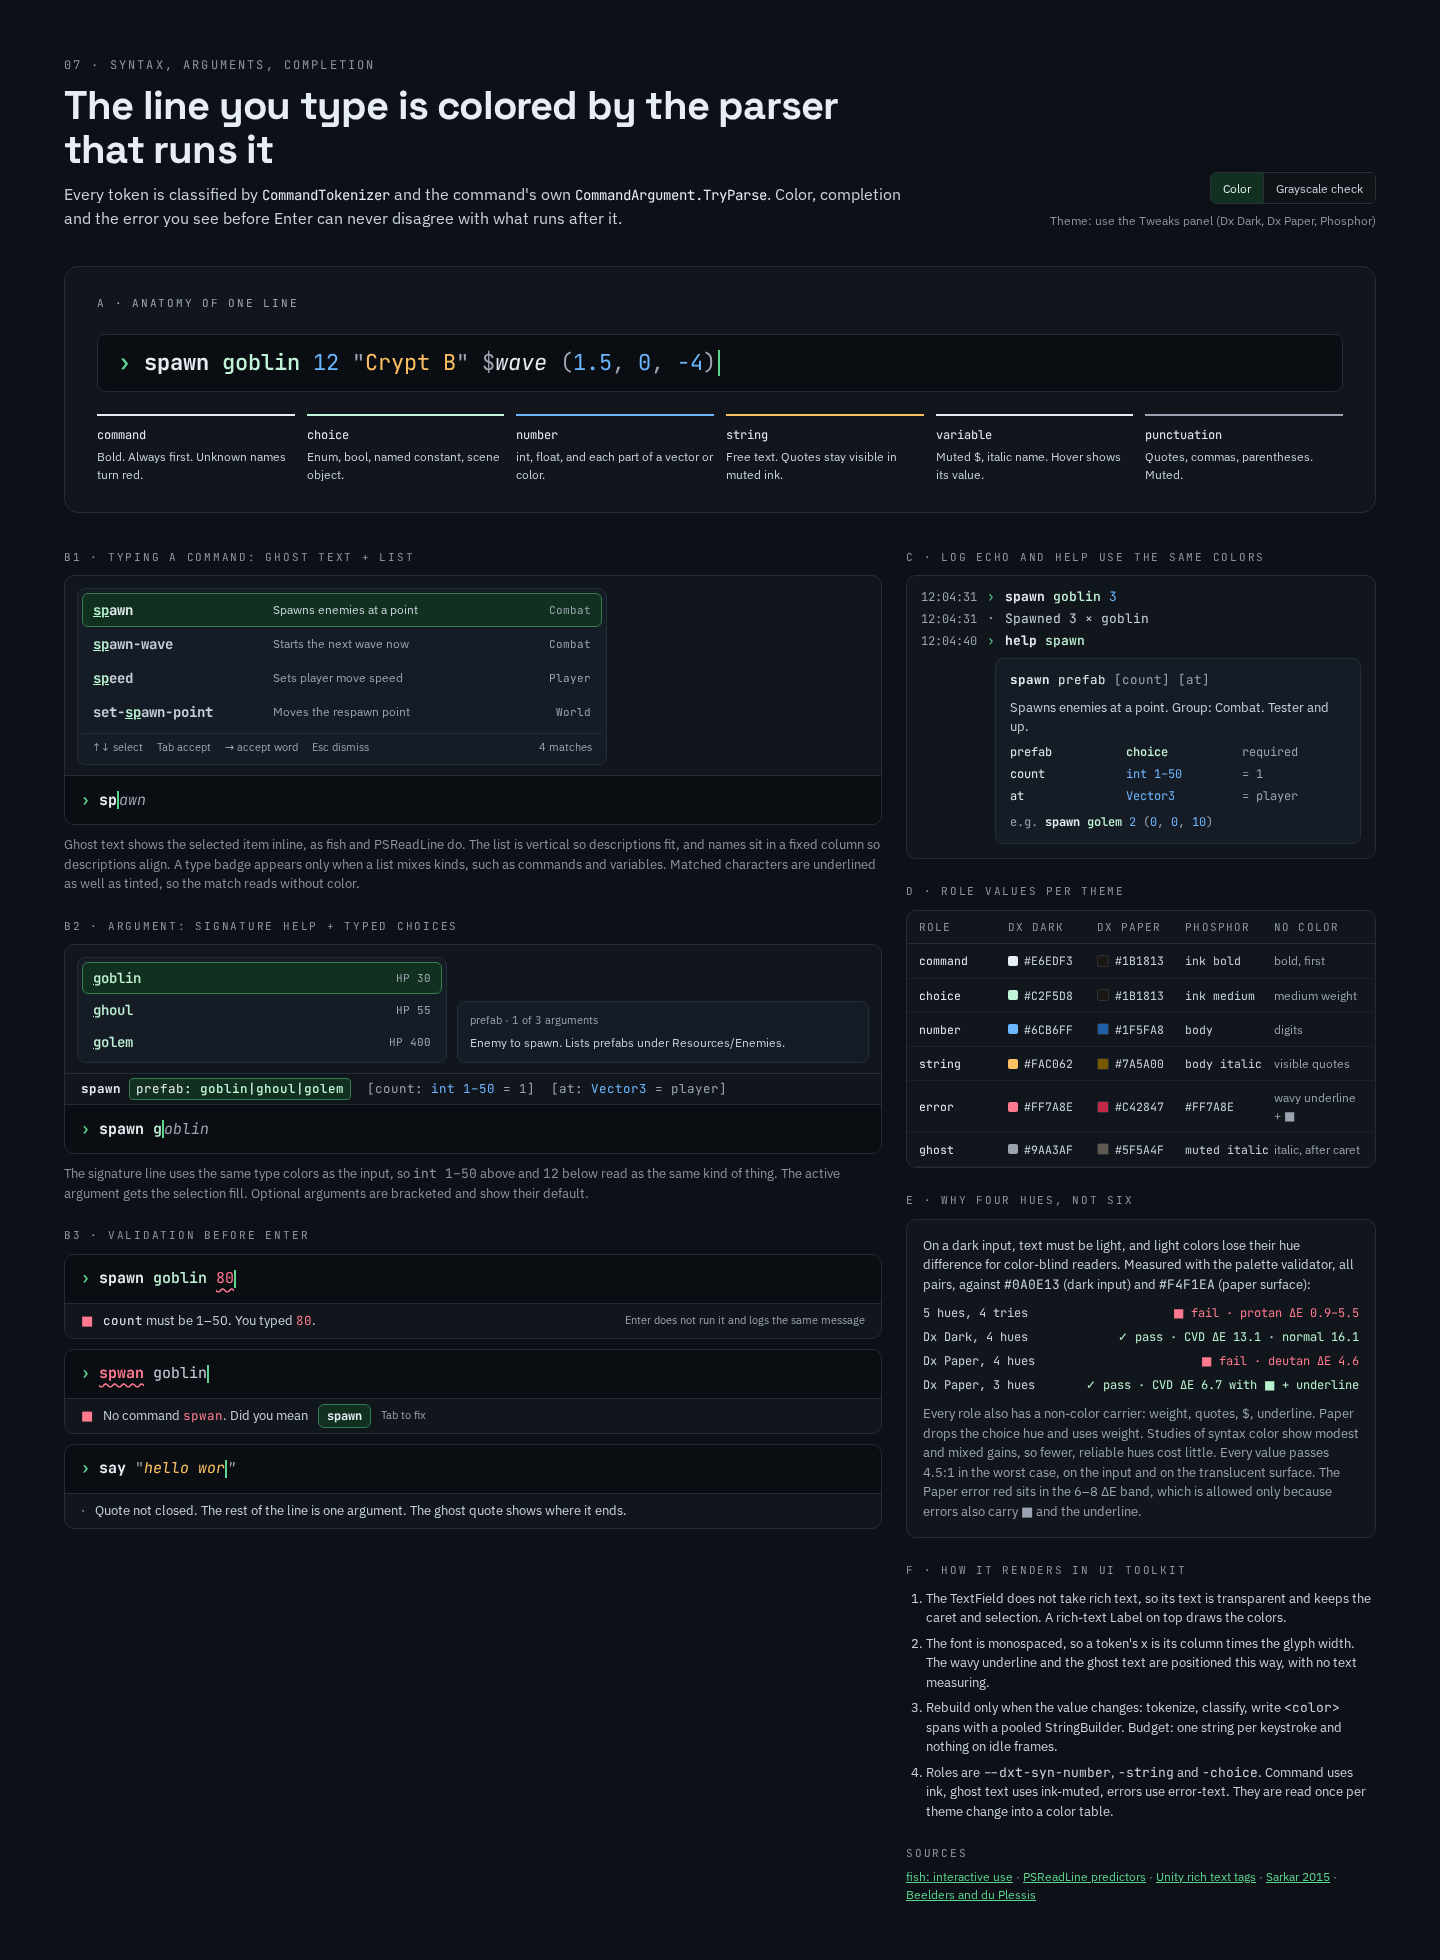 07 · SYNTAX, ARGUMENTS, COMPLETION
The line you type is colored by the parser
that runs it
Every token is classified by CommandTokenizer and the command's own CommandArgument.TryParse. Color, completion
and the error you see before Enter can never disagree with what runs after it.
Color
Grayscale check
Theme: use the Tweaks panel (Dx Dark, Dx Paper, Phosphor)
A · ANATOMY OF ONE LINE
› spawn goblin 12 "Crypt B" $wave (1.5, 0, -4)
command
Bold. Always first. Unknown names
turn red.
choice
Enum, bool, named constant, scene
object.
number
int, float, and each part of a vector or
color.
string
Free text. Quotes stay visible in
muted ink.
variable
Muted $, italic name. Hover shows
its value.
punctuation
Quotes, commas, parentheses.
Muted.
B1 · TYPING A COMMAND: GHOST TEXT + LIST
spawn Spawns enemies at a point Combat
spawn-wave Starts the next wave now Combat
speed Sets player move speed Player
set-spawn-point Moves the respawn point World
↑↓ select Tab accept → accept word Esc dismiss 4 matches
› spawn
Ghost text shows the selected item inline, as fish and PSReadLine do. The list is vertical so descriptions fit, and names sit in a fixed column so
descriptions align. A type badge appears only when a list mixes kinds, such as commands and variables. Matched characters are underlined
as well as tinted, so the match reads without color.
B2 · ARGUMENT: SIGNATURE HELP + TYPED CHOICES
goblin HP 30
ghoul HP 55
golem HP 400
prefab · 1 of 3 arguments
Enemy to spawn. Lists prefabs under Resources/Enemies.
spawn prefab: goblin|ghoul|golem [count: int 1–50 = 1] [at: Vector3 = player]
› spawn goblin
The signature line uses the same type colors as the input, so int 1–50 above and 12 below read as the same kind of thing. The active
argument gets the selection fill. Optional arguments are bracketed and show their default.
B3 · VALIDATION BEFORE ENTER
› spawn goblin 80
■ count must be 1–50. You typed 80. Enter does not run it and logs the same message
› spwan goblin
■ No command spwan. Did you mean spawn Tab to fix
› say "hello wor"
· Quote not closed. The rest of the line is one argument. The ghost quote shows where it ends.
C · LOG ECHO AND HELP USE THE SAME COLORS
12:04:31 › spawn goblin 3
12:04:31 · Spawned 3 × goblin
12:04:40 › help spawn
spawn prefab [count] [at]
Spawns enemies at a point. Group: Combat. Tester and
up.
prefab choice required
count int 1–50 = 1
at Vector3 = player
e.g. spawn golem 2 (0, 0, 10)
D · ROLE VALUES PER THEME
ROLE DX DARK DX PAPER PHOSPHOR NO COLOR
command #E6EDF3 #1B1813 ink bold bold, first
choice #C2F5D8 #1B1813 ink medium medium weight
number #6CB6FF #1F5FA8 body digits
string #FAC062 #7A5A00 body italic visible quotes
error #FF7A8E #C42847 #FF7A8E wavy underline
+ ■
ghost #9AA3AF #5F5A4F muted italic italic, after caret
E · WHY FOUR HUES, NOT SIX
On a dark input, text must be light, and light colors lose their hue
difference for color-blind readers. Measured with the palette validator, all
pairs, against #0A0E13 (dark input) and #F4F1EA (paper surface):
5 hues, 4 tries ■ fail · protan ΔE 0.9–5.5
Dx Dark, 4 hues ✓ pass · CVD ΔE 13.1 · normal 16.1
Dx Paper, 4 hues ■ fail · deutan ΔE 4.6
Dx Paper, 3 hues ✓ pass · CVD ΔE 6.7 with ■ + underline
Every role also has a non-color carrier: weight, quotes, $, underline. Paper
drops the choice hue and uses weight. Studies of syntax color show modest
and mixed gains, so fewer, reliable hues cost little. Every value passes
4.5:1 in the worst case, on the input and on the translucent surface. The
Paper error red sits in the 6–8 ΔE band, which is allowed only because
errors also carry ■ and the underline.
F · HOW IT RENDERS IN UI TOOLKIT
1. The TextField does not take rich text, so its text is transparent and keeps the
caret and selection. A rich-text Label on top draws the colors.
2. The font is monospaced, so a token's x is its column times the glyph width.
The wavy underline and the ghost text are positioned this way, with no text
measuring.
3. Rebuild only when the value changes: tokenize, classify, write <color>
spans with a pooled StringBuilder. Budget: one string per keystroke and
nothing on idle frames.
4. Roles are --dxt-syn-number, -string and -choice. Command uses
ink, ghost text uses ink-muted, errors use error-text. They are read once per
theme change into a color table.
SOURCES
fish: interactive use · PSReadLine predictors · Unity rich text tags · Sarkar 2015 ·
Beelders and du Plessis